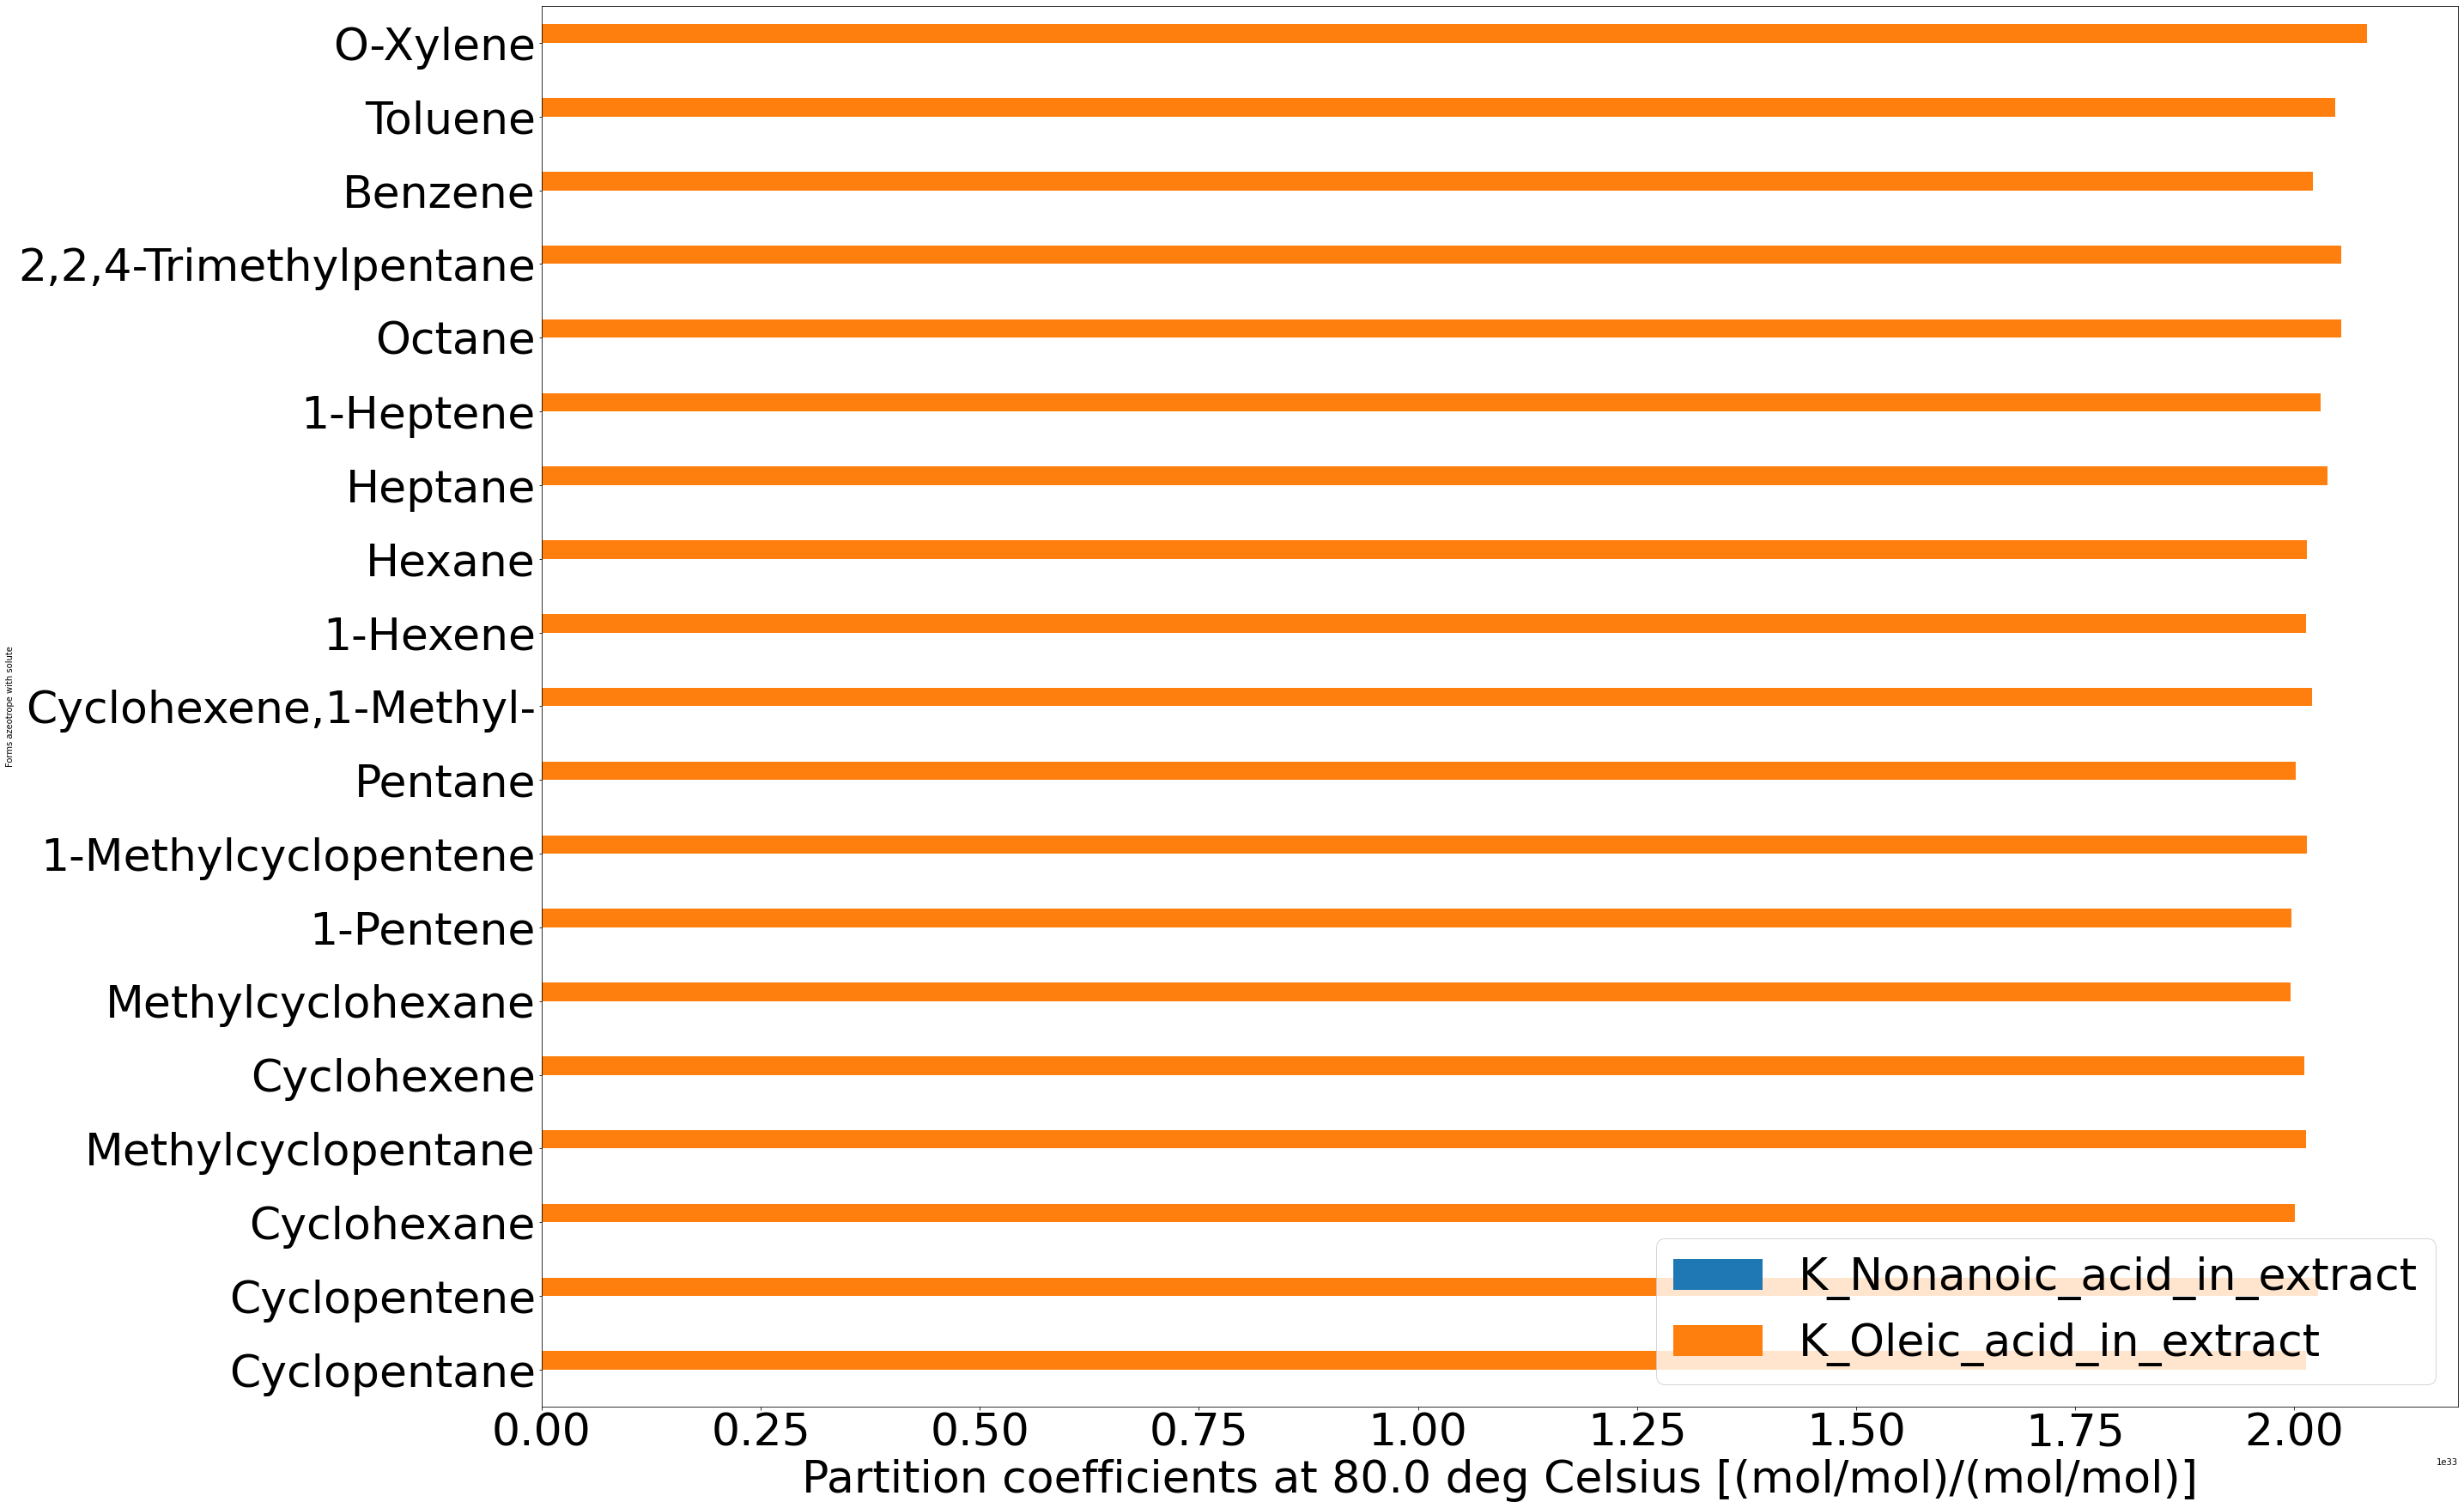 O-Xylene
Toluene
Benzene
2,2,4-Trimethylpentane
Octane
1-Heptene
Heptane
Hexane
1-Hexene
Cyclohexene,1-Methyl-
Pentane
1-Methylcyclopentene
1-Pentene
Methylcyclohexane
Cyclohexene
Methylcyclopentane
Cyclohexane
Cyclopentene
Cyclopentane
Forms azeotrope with solute
K_Nonanoic_acid_in_extract
K_Oleic_acid_in_extract
0.00 0.25 0.50 0.75 1.00 1.25 1.50 1.75 2.00
1e33
Partition coefficients at 80.0 deg Celsius [(mol/mol)/(mol/mol)]